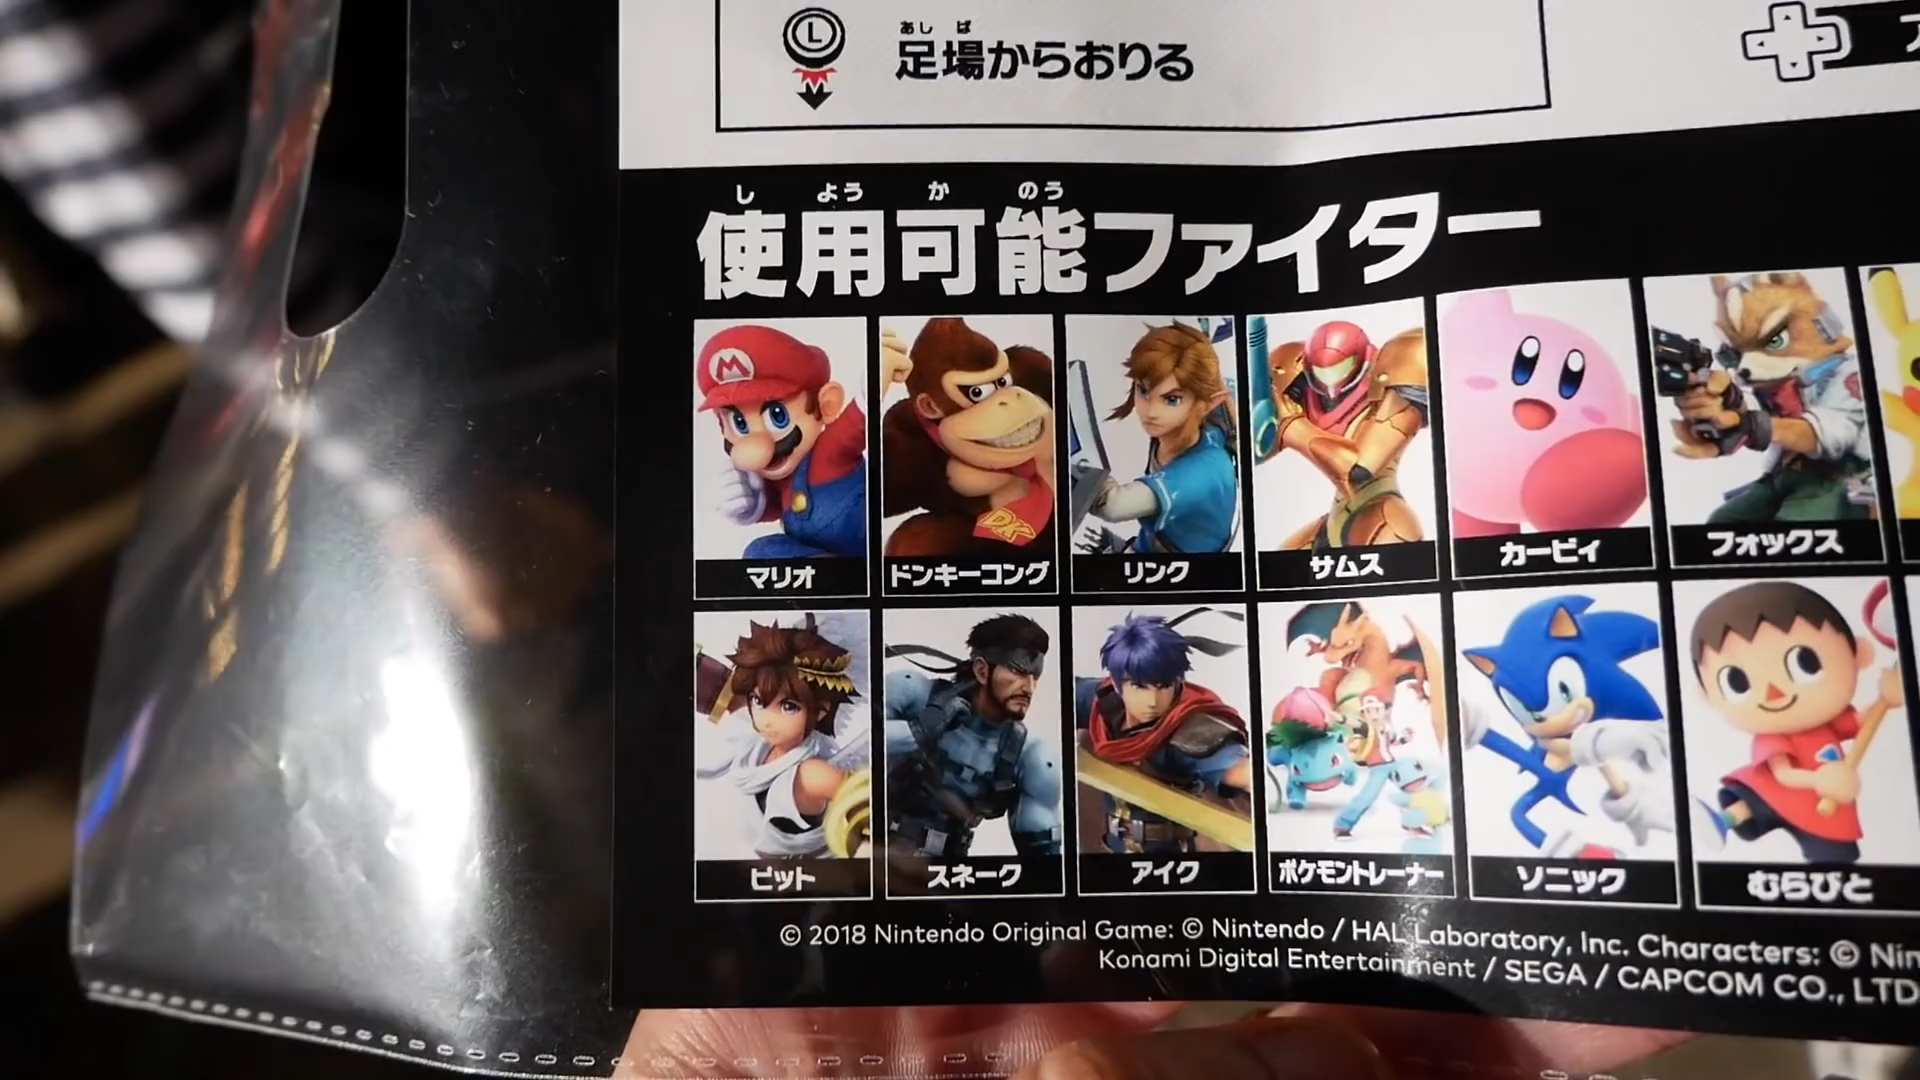 L
あし ば
足場からおりる
し よう か のう
使用可能ファイター
マリオ
ドンキーコング
リンク
サムス
カービィ
フォックス
ピット
スネーク
アイク
ポケモントレーナー
ソニック
むらびと
© 2018 Nintendo Original Game: © Nintendo / HAL Laboratory, Inc. Characters: © Nin
Konami Digital Entertainment / SEGA / CAPCOM CO., LTD